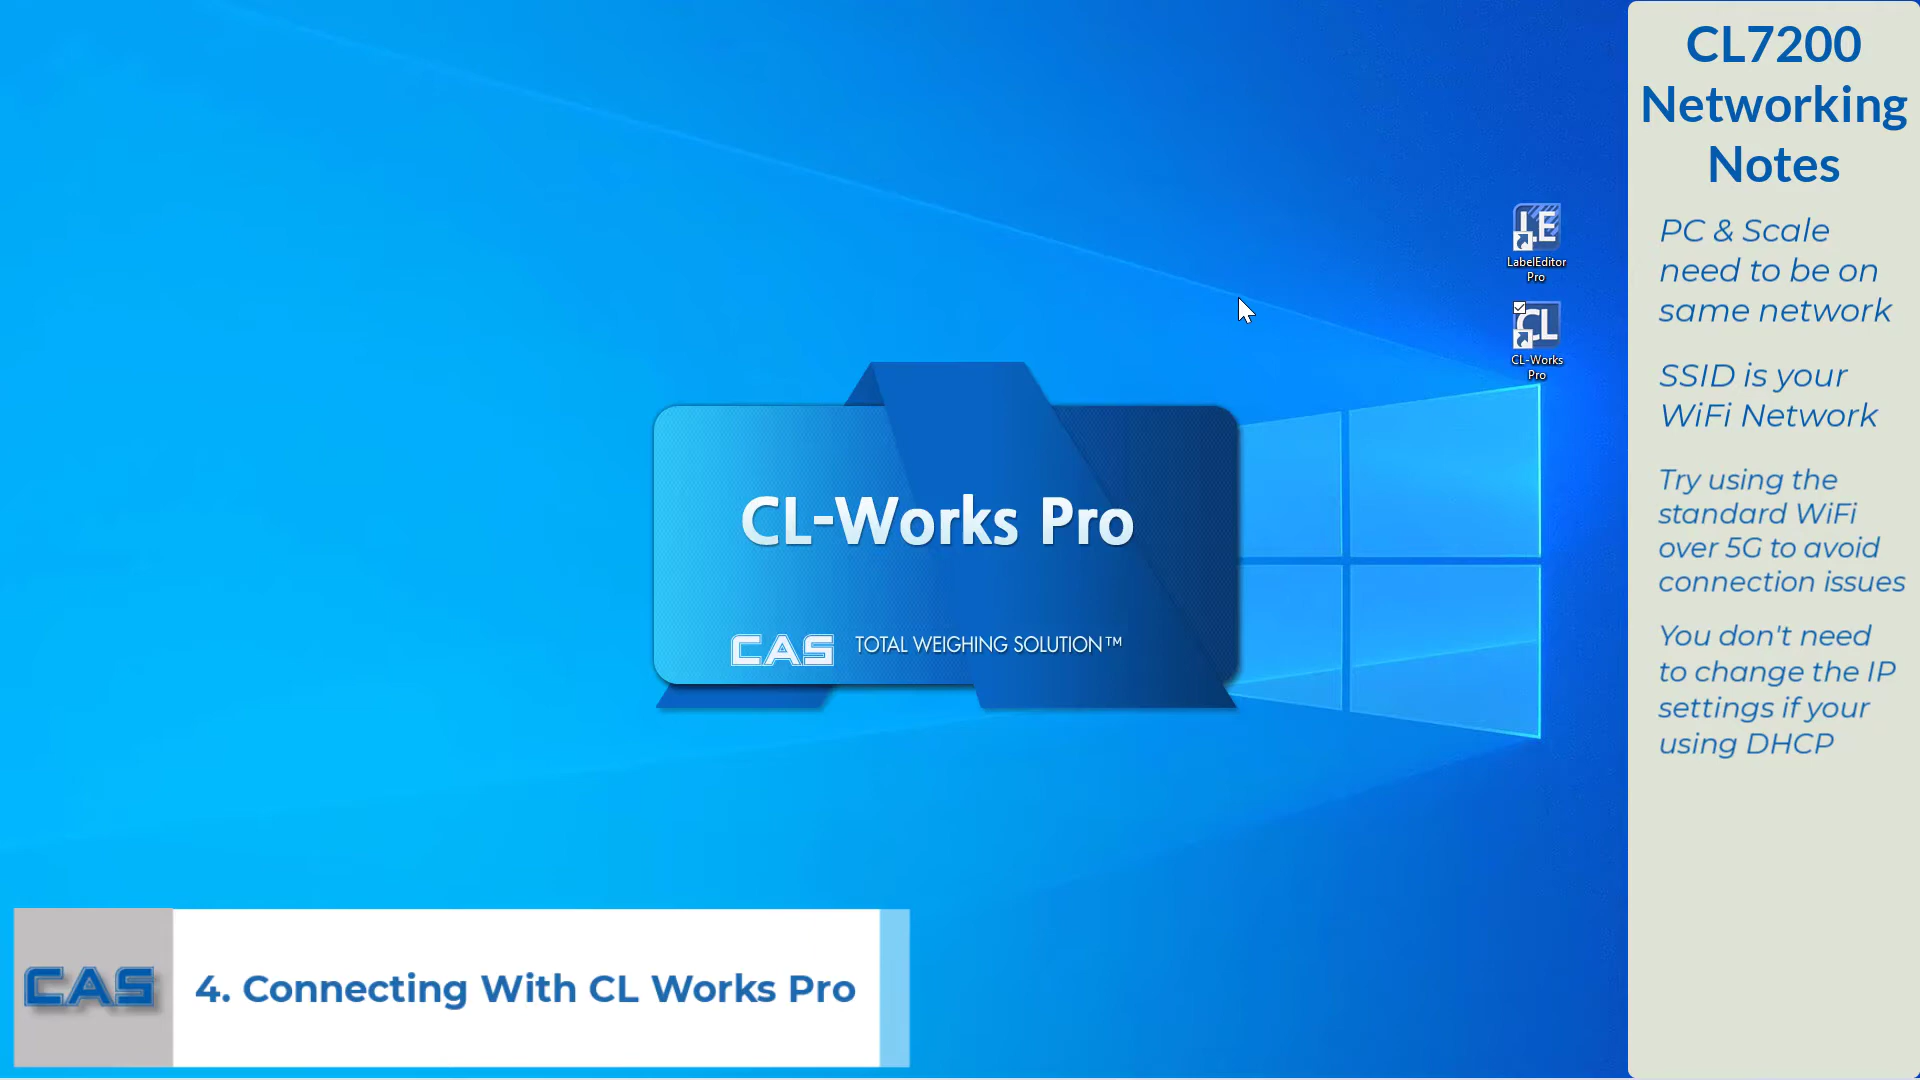 CL7200
Networking
Notes
PC & Scale
need to be on
same network
SSID is your
WiFi Network
Try using the
standard WiFi
over 5G to avoid
connection issues
You don't need
to change the IP
settings if your
using DHCP
LE
LabelEditor
Pro
CL
CL-Works
Pro
CL-Works Pro
CAS TOTAL WEIGHING SOLUTION™
CAS
4. Connecting With CL Works Pro